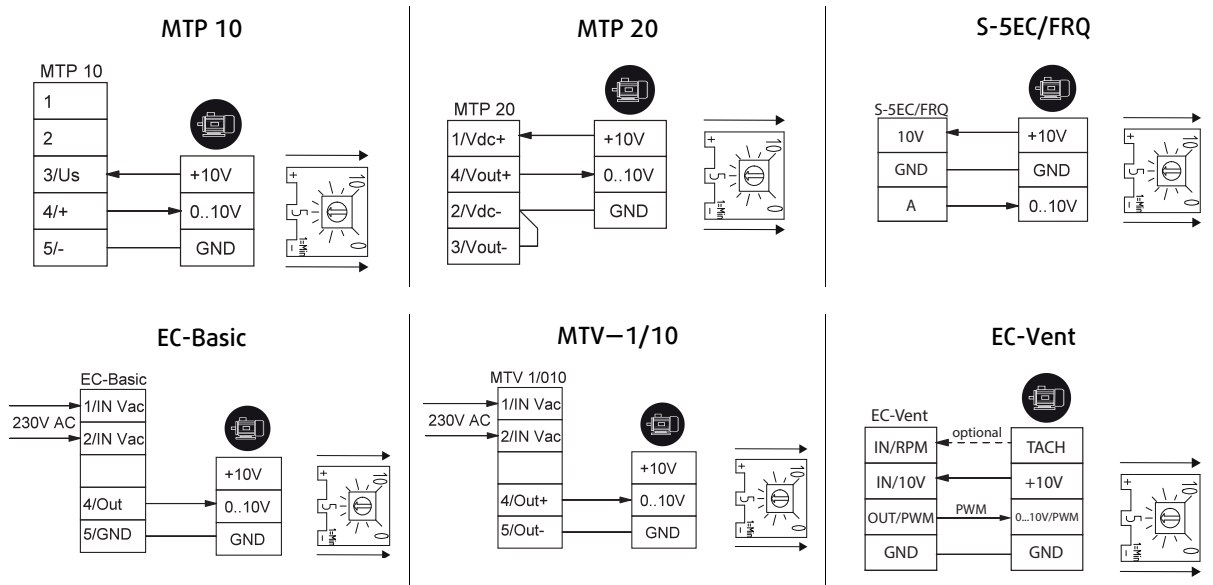 MTP 10
MTP 10
1
2
3/Us
4/+
5/-
+10V
0..10V
GND
+
5
-
1=Min
10
0
MTP 20
MTP 20
1/Vdc+
4/Vout+
2/Vdc-
3/Vout-
+10V
0..10V
GND
+
5
-
1=Min
10
0
S-5EC/FRQ
S-5EC/FRQ
10V
GND
A
+10V
GND
0..10V
+
5
-
1=Min
10
0
EC-Basic
EC-Basic
230V AC
1/IN Vac
2/IN Vac
4/Out
5/GND
+10V
0..10V
GND
+
5
-
1=Min
10
0
MTV–1/10
MTV 1/010
230V AC
1/IN Vac
2/IN Vac
4/Out+
5/Out-
+10V
0..10V
GND
+
5
-
1=Min
10
0
EC-Vent
EC-Vent
IN/RPM
optional
TACH
IN/10V
+10V
OUT/PWM
PWM
0...10V/PWM
GND
GND
+
5
-
1=Min
10
0